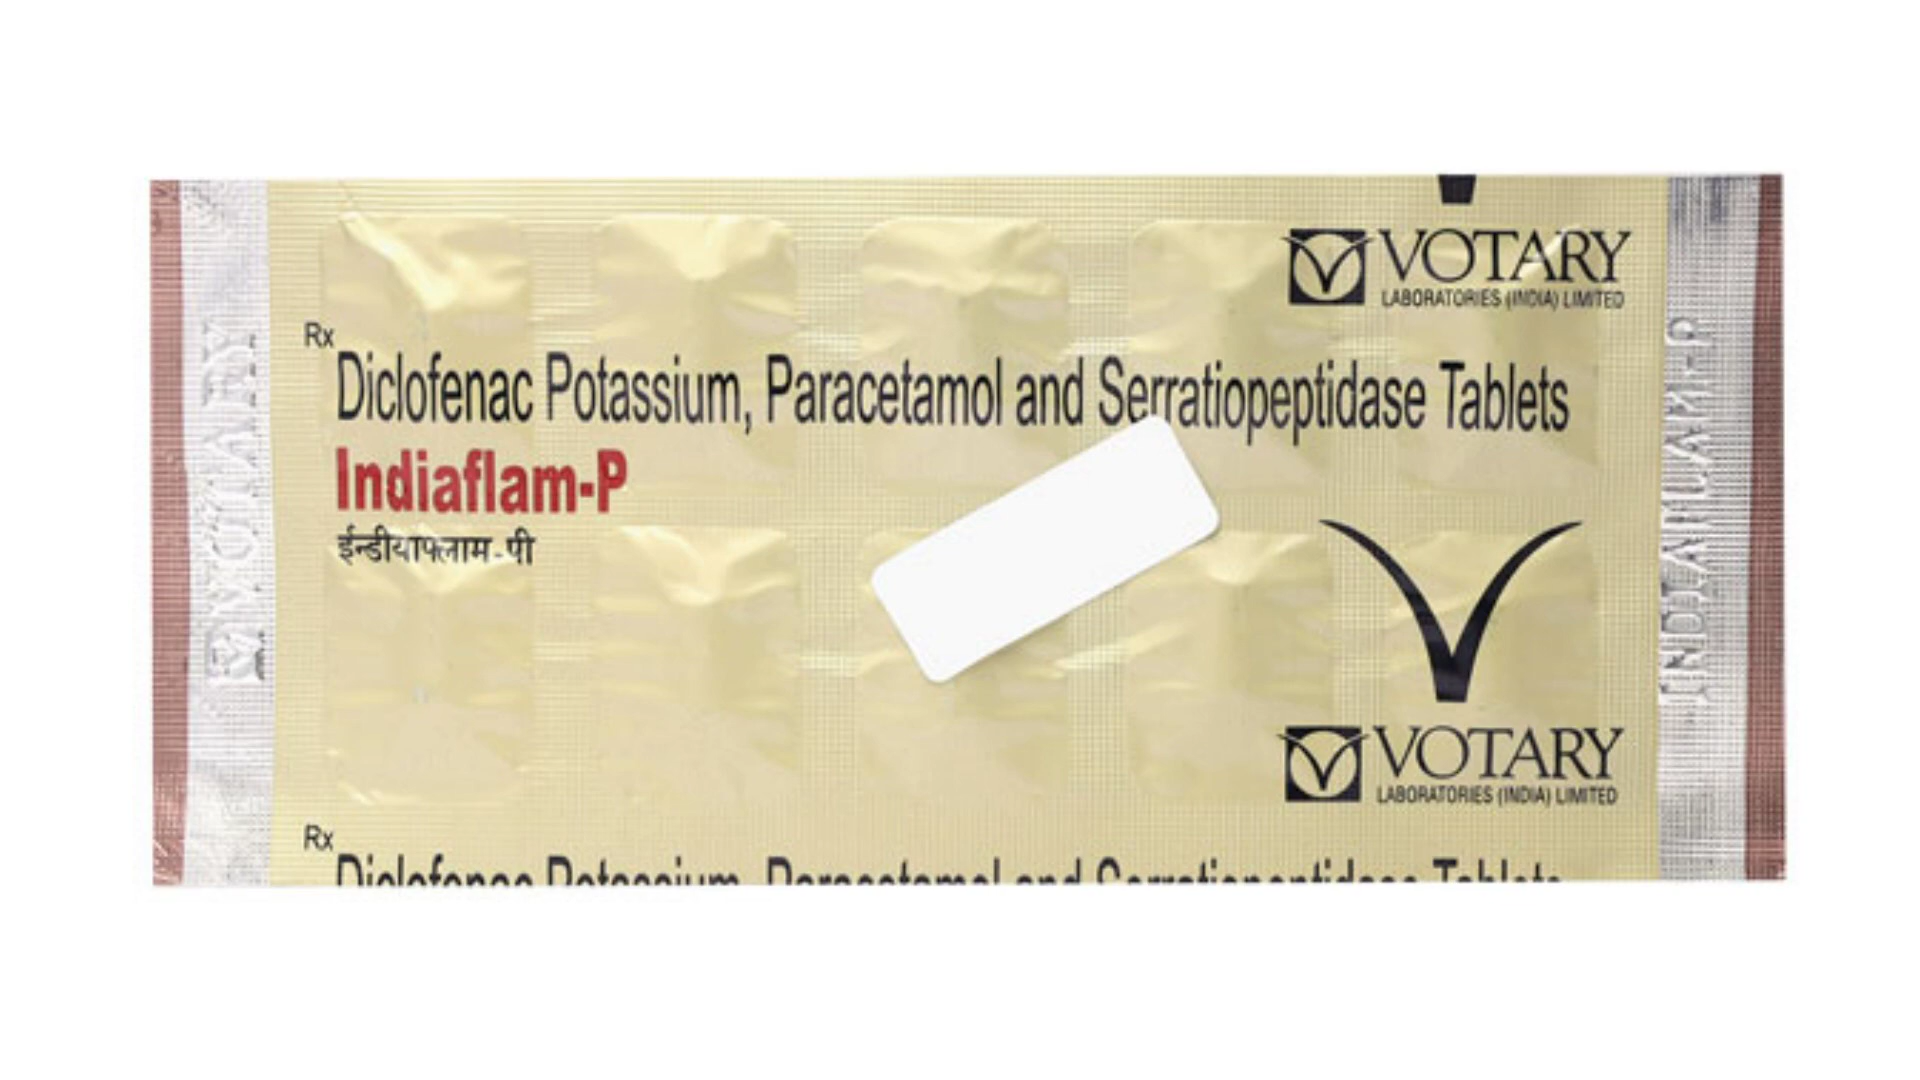 VOTARY
LABORATORIES (INDIA) LIMITED
Rx
Diclofenac Potassium, Paracetamol and Serratiopeptidase Tablets
Indiaflam-P
ईन्डीयाफ्लाम-पी
VOTARY
INDIAFLAM-P
VOTARY
LABORATORIES (INDIA) LIMITED
Rx
Diclofenac Potassium, Paracetamol and Serratiopeptidase Tablets